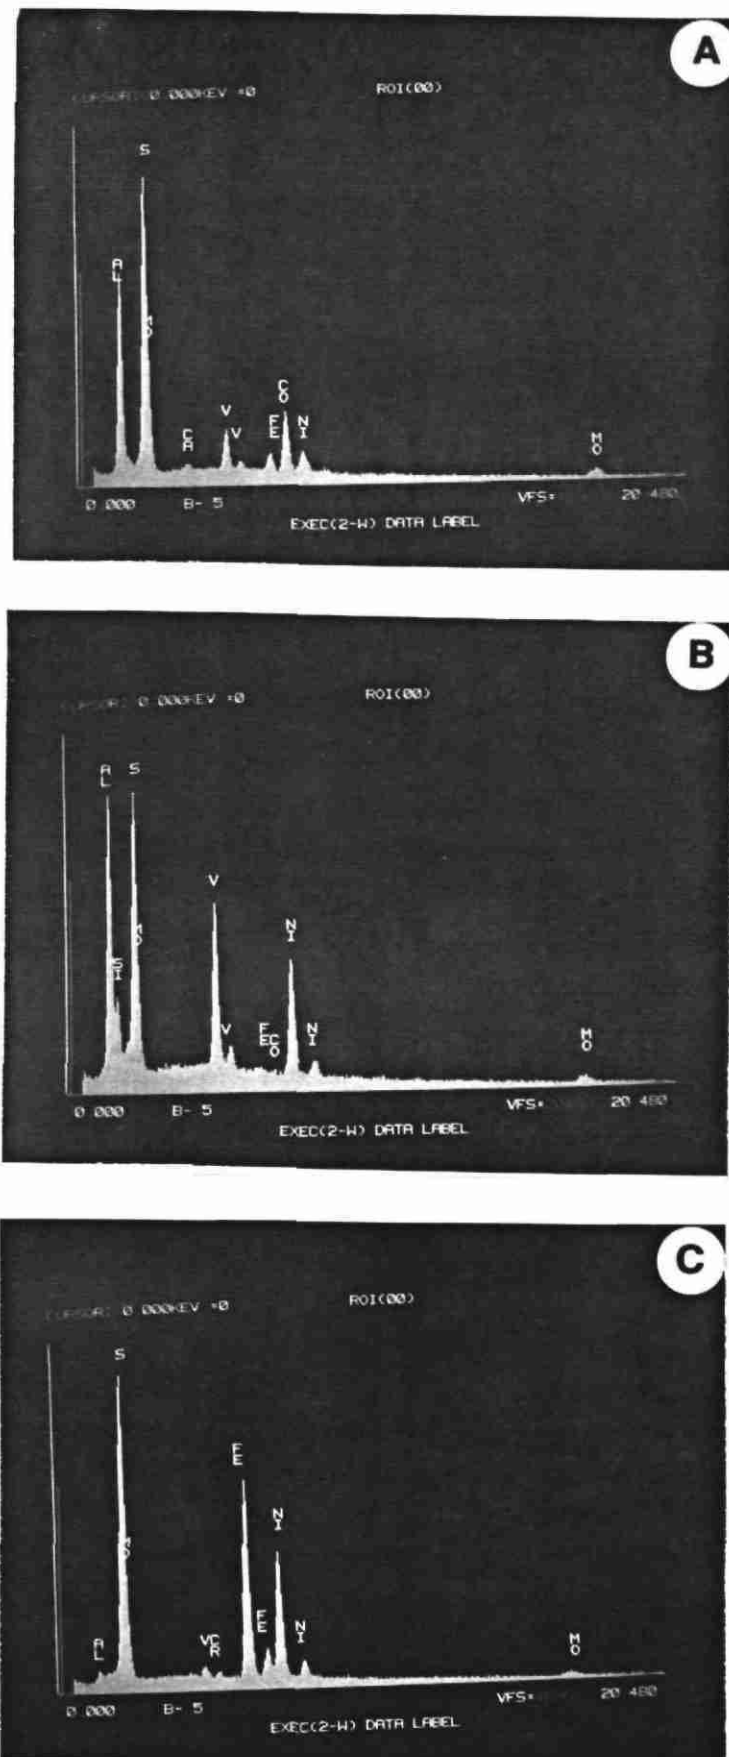 A
CURSOR: 0.000KEV =0 ROI(00)
S
AL
MO
CO
V
V
FE
NI
CA
MO
0.000 B- 5 VFS= 20.480
EXEC(2-W) DATA LABEL
B
CURSOR: 0.000KEV =0 ROI(00)
AL S
V
NI
MO
SI
V
FE
CO
NI
MO
0.000 B- 5 VFS= 20.480
EXEC(2-W) DATA LABEL
C
CURSOR: 0.000KEV =0 ROI(00)
S
FE
NI
MO
FE
NI
AL
V
CR
MO
0.000 B- 5 VFS= 20.480
EXEC(2-W) DATA LABEL